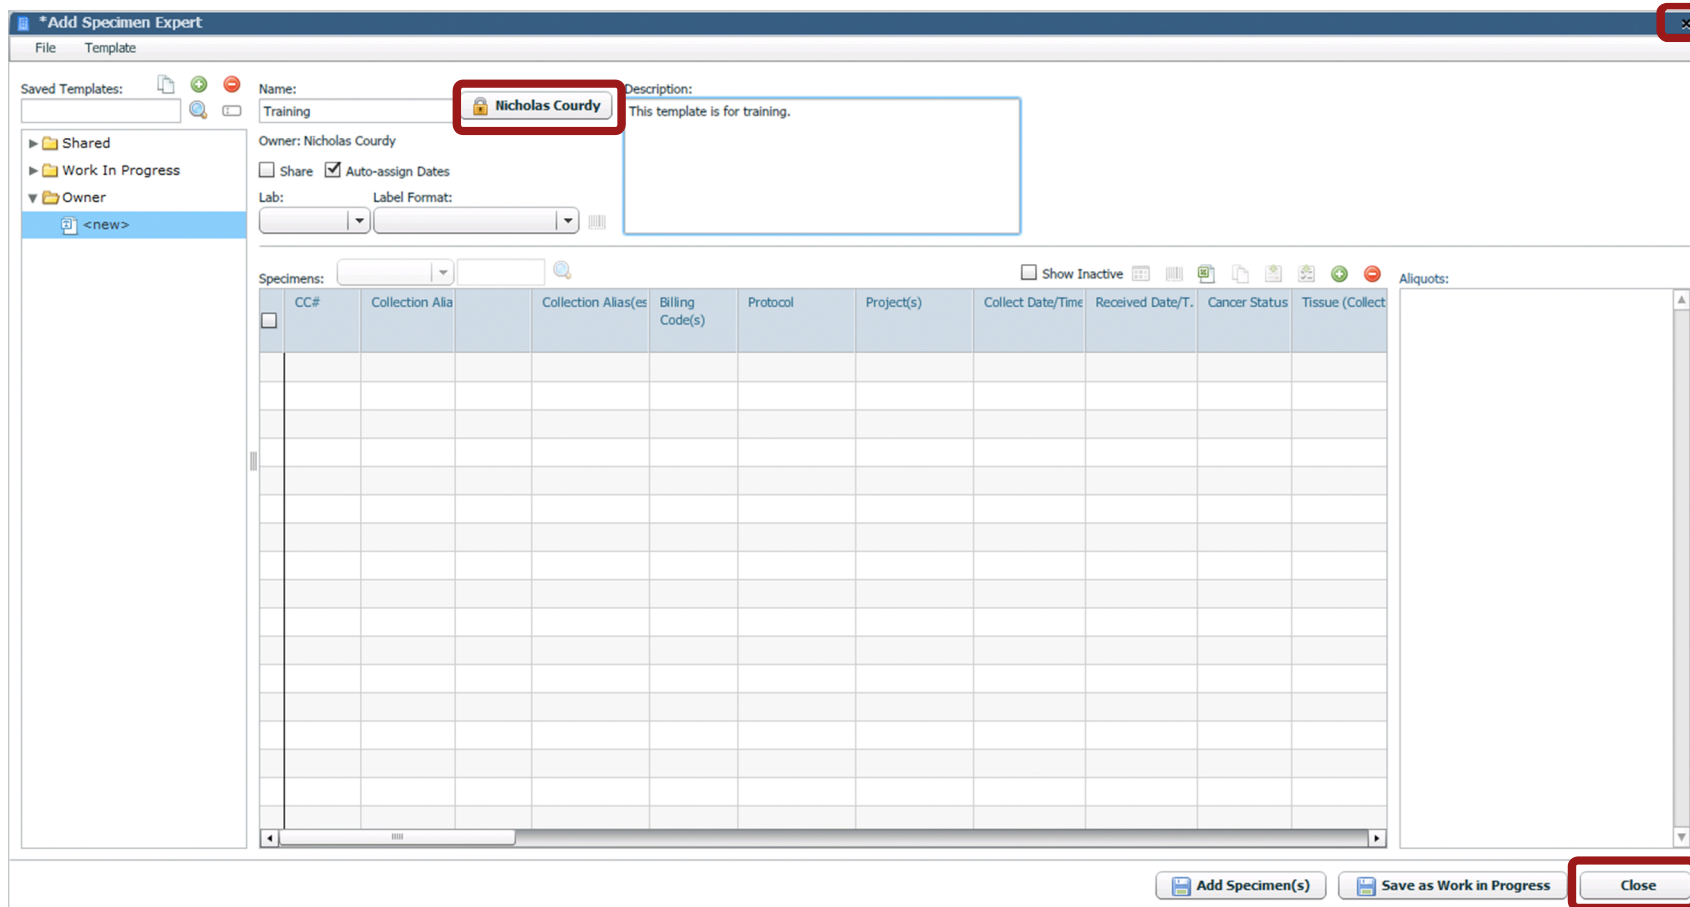 *Add Specimen Expert
File Template
Saved Templates:
Shared
Work In Progress
Owner
<new>
Name:
Training
Nicholas Courdy
Owner: Nicholas Courdy
Share Auto-assign Dates
Lab: Label Format:
Description:
This template is for training.
Specimens:
Show Inactive
CC# Collection Alia Collection Alias(es Billing Code(s) Protocol Project(s) Collect Date/Time Received Date/T. Cancer Status Tissue (Collect
Aliquots:
Add Specimen(s) Save as Work in Progress Close